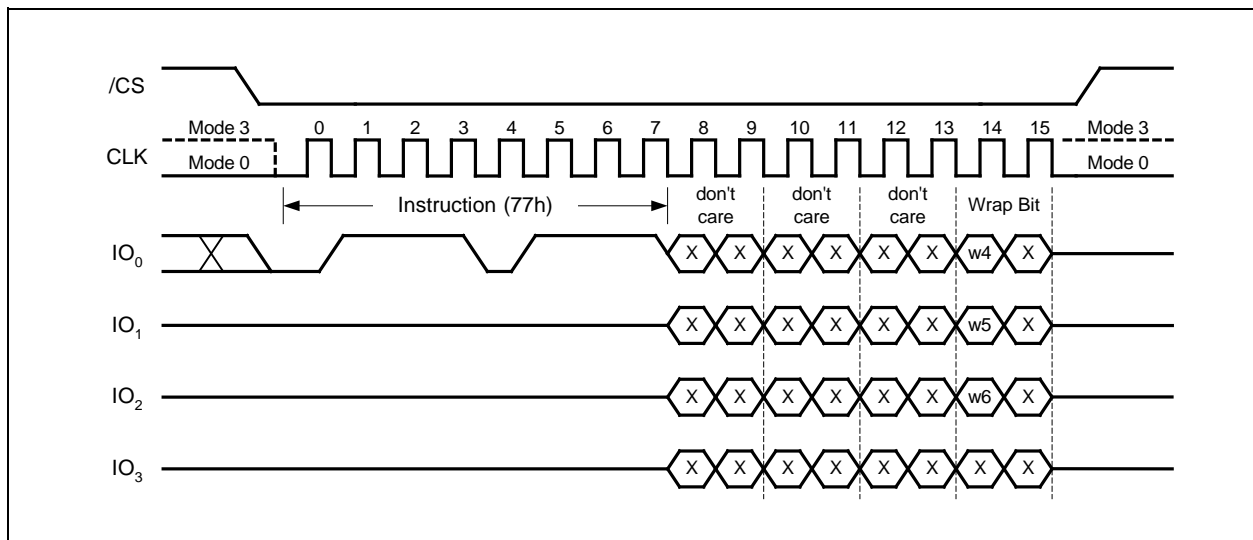 /CS
Mode 3 0 1 2 3 4 5 6 7 8 9 10 11 12 13 14 15 Mode 3
CLK
Mode 0 Mode 0
Instruction (77h) don't care don't care don't care Wrap Bit
IO0 X X X X X X w4 X
IO1 X X X X X X w5 X
IO2 X X X X X X w6 X
IO3 X X X X X X X X